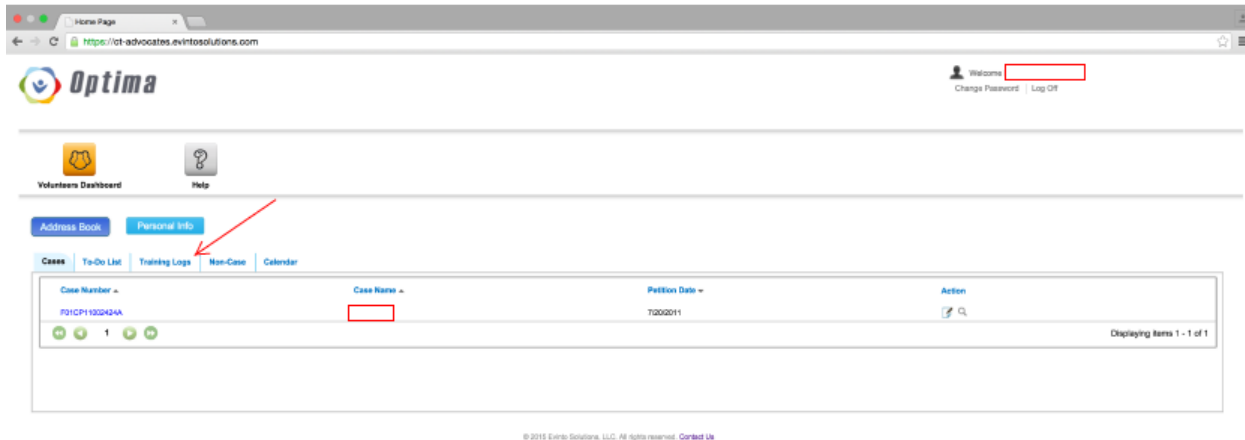 Home Page
https://ct-advocates.evintosolutions.com
Optima
Welcome
Change Password | Log Off
Volunteers Dashboard Help
Address Book Personal Info
Cases To-Do List Training Logs Non-Case Calendar
Case Number Case Name Petition Date Action
F01CP11002424A 7/20/2011
1 Displaying items 1 - 1 of 1
© 2015 Evinto Solutions, LLC. All rights reserved. Contact Us